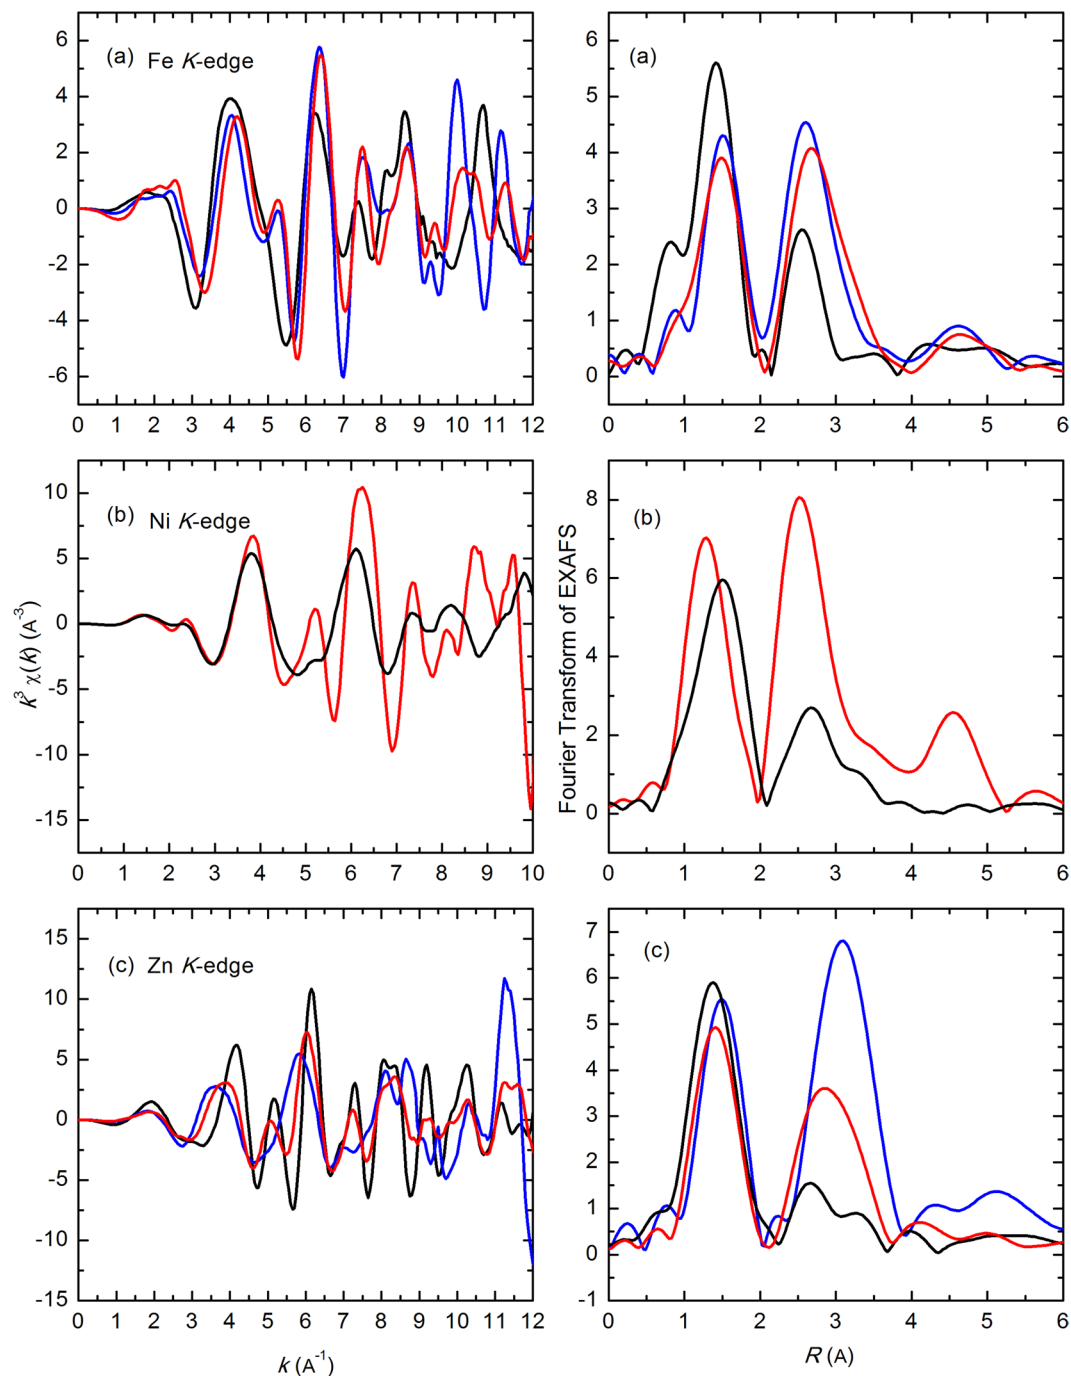 (a) Fe K-edge
6
4
2
0
-2
-4
-6
0 1 2 3 4 5 6 7 8 9 10 11 12
(a)
6
5
4
3
2
1
0
0 1 2 3 4 5 6
(b) Ni K-edge
10
5
0
-5
-10
-15
0 1 2 3 4 5 6 7 8 9 10
k³ χ(k) (A⁻³)
(b)
8
6
4
2
0
0 1 2 3 4 5 6
Fourier Transform of EXAFS
(c) Zn K-edge
15
10
5
0
-5
-10
-15
0 1 2 3 4 5 6 7 8 9 10 11 12
k (A⁻¹)
(c)
7
6
5
4
3
2
1
0
-1
0 1 2 3 4 5 6
R (A)